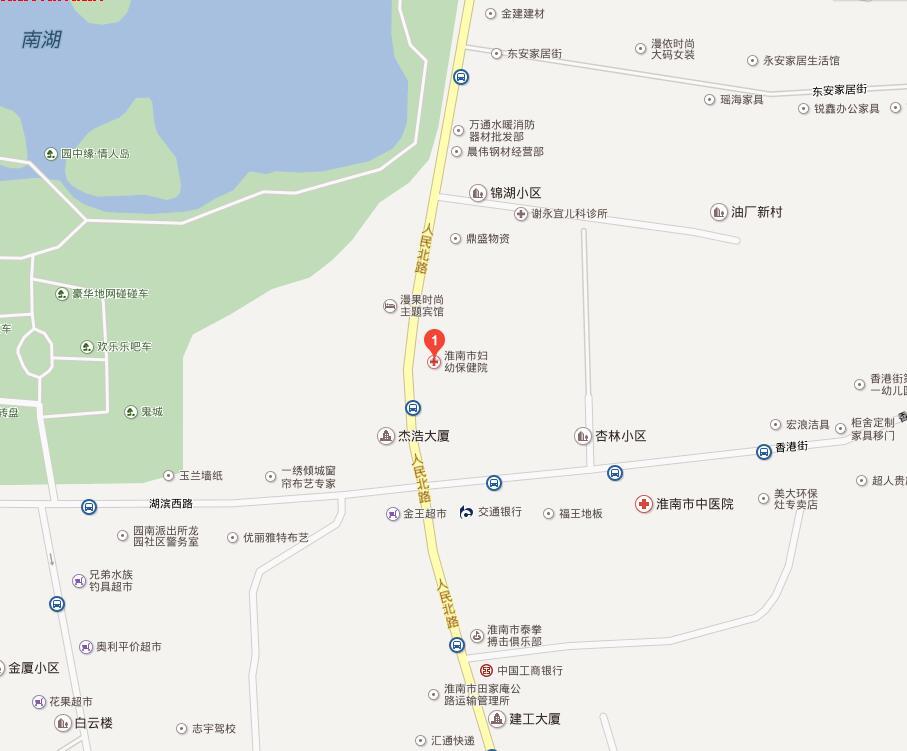 南湖
金建建材
东安家居街
漫依时尚
大码女装
永安家居生活馆
东安家居街
瑶海家具
锐鑫办公家具
万通水暖消防
器材批发部
晨伟钢材经营部
园中缘·情人岛
锦湖小区
谢永宜儿科诊所
油厂新村
人民北路
鼎盛物资
豪华地网碰碰车
漫果时尚
主题宾馆
车
1
欢乐乐吧车
淮南市妇
幼保健院
香港街第
一幼儿园
转盘
鬼城
宏浪洁具
柜舍定制
家具移门
香
杰浩大厦
杏林小区
香港街
人民北路
玉兰墙纸
一绣倾城窗
帘布艺专家
超人贵
湖滨西路
金王超市
交通银行
福王地板
淮南市中医院
美大环保
灶专卖店
园南派出所龙
园社区警务室
优丽雅特布艺
兄弟水族
钓具超市
人民北路
奥利平价超市
淮南市泰拳
搏击俱乐部
金厦小区
中国工商银行
花果超市
淮南市田家庵公
路运输管理所
白云楼
志宇驾校
建工大厦
汇通快递